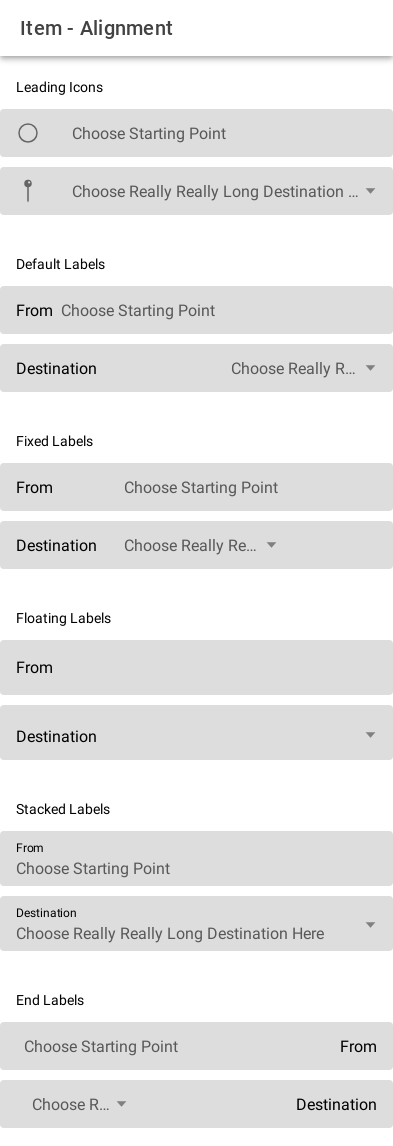 Item - Alignment
Leading Icons
Choose Starting Point
Choose Really Really Long Destination ...
Default Labels
From Choose Starting Point
Destination Choose Really R...
Fixed Labels
From Choose Starting Point
Destination Choose Really Re...
Floating Labels
From
Destination
Stacked Labels
From
Choose Starting Point
Destination
Choose Really Really Long Destination Here
End Labels
Choose Starting Point From
Choose R... Destination